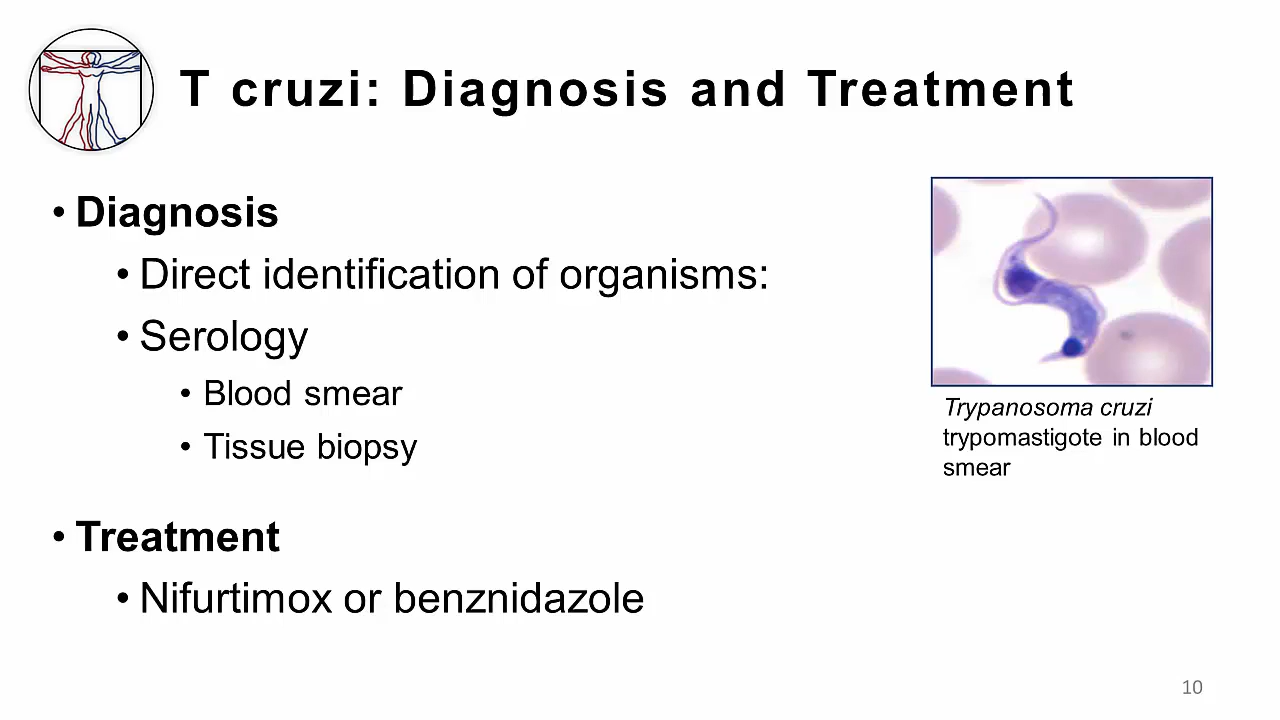 T cruzi: Diagnosis and Treatment
• Diagnosis
• Direct identification of organisms:
• Serology
• Blood smear
• Tissue biopsy
• Treatment
• Nifurtimox or benznidazole
Trypanosoma cruzi
trypomastigote in blood
smear
10